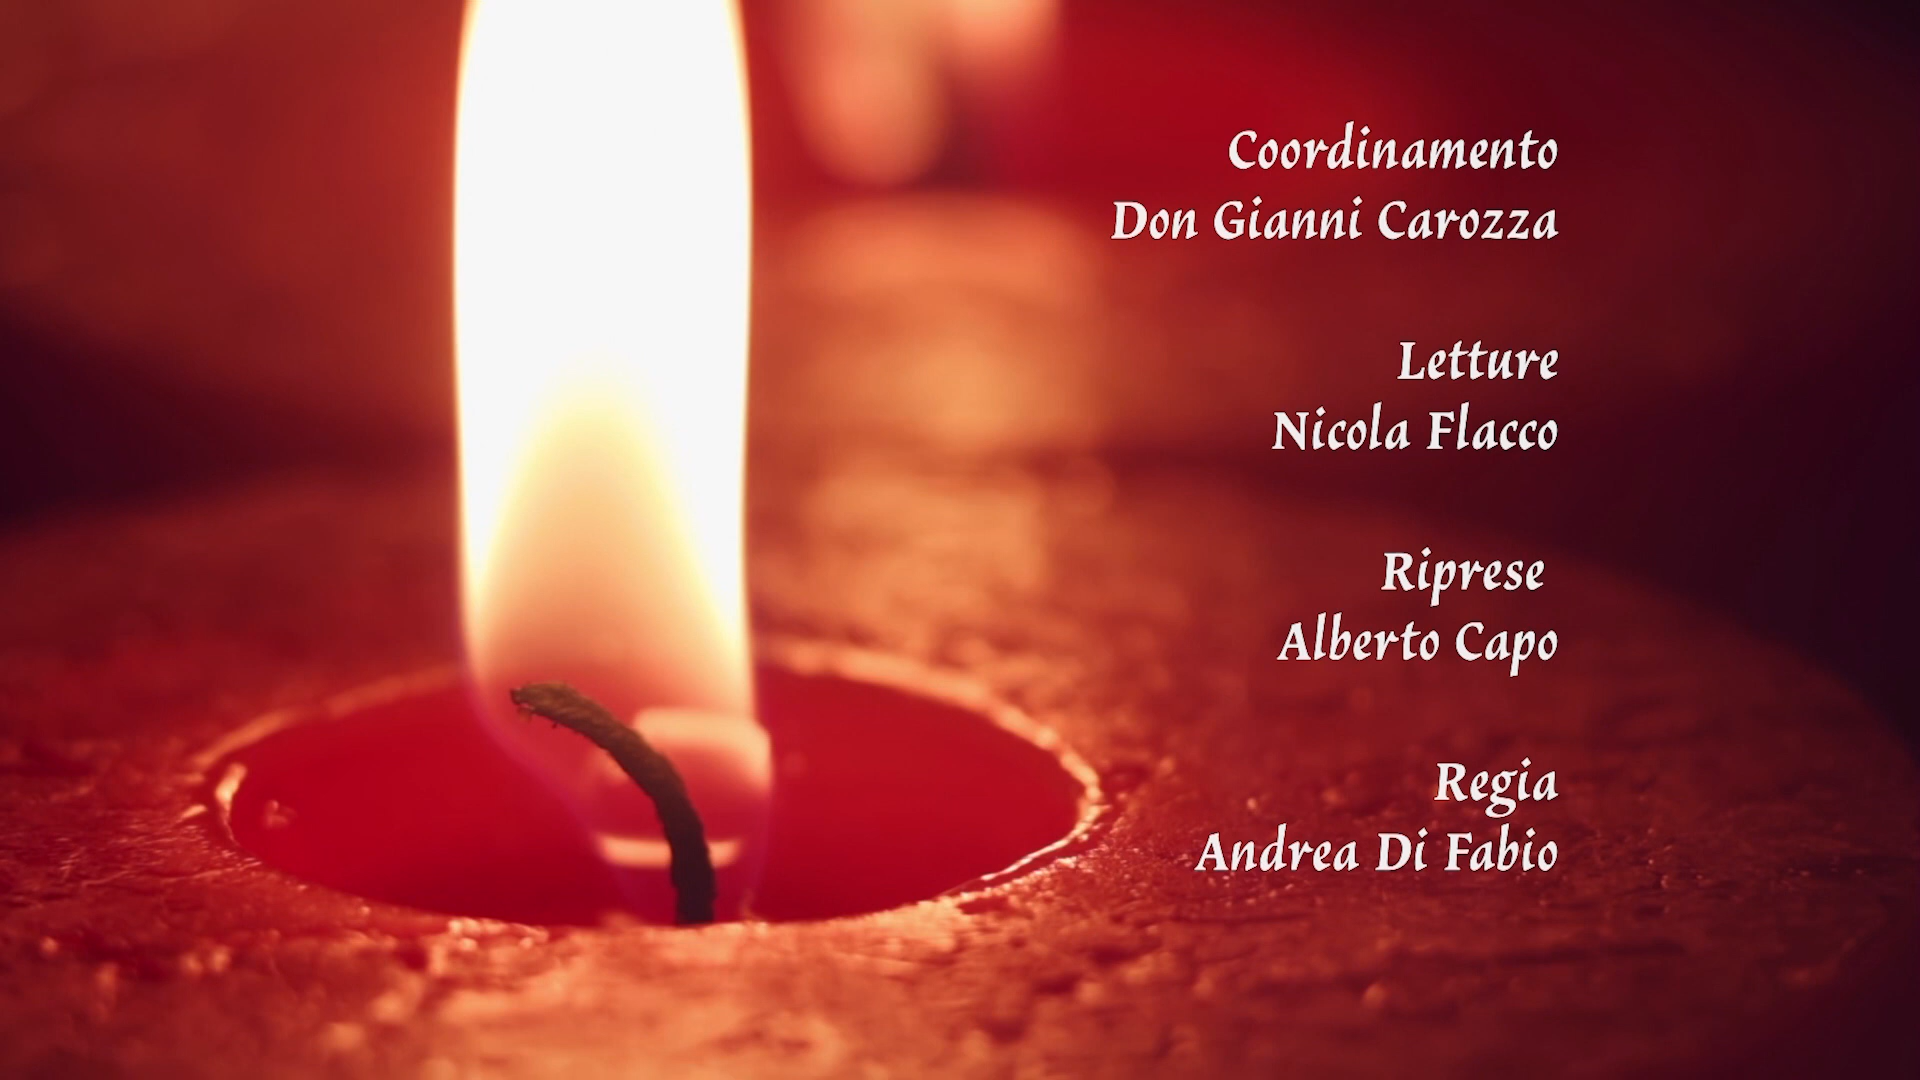 Coordinamento
Don Gianni Carozza
Letture
Nicola Flacco
Riprese
Alberto Capo
Regia
Andrea Di Fabio